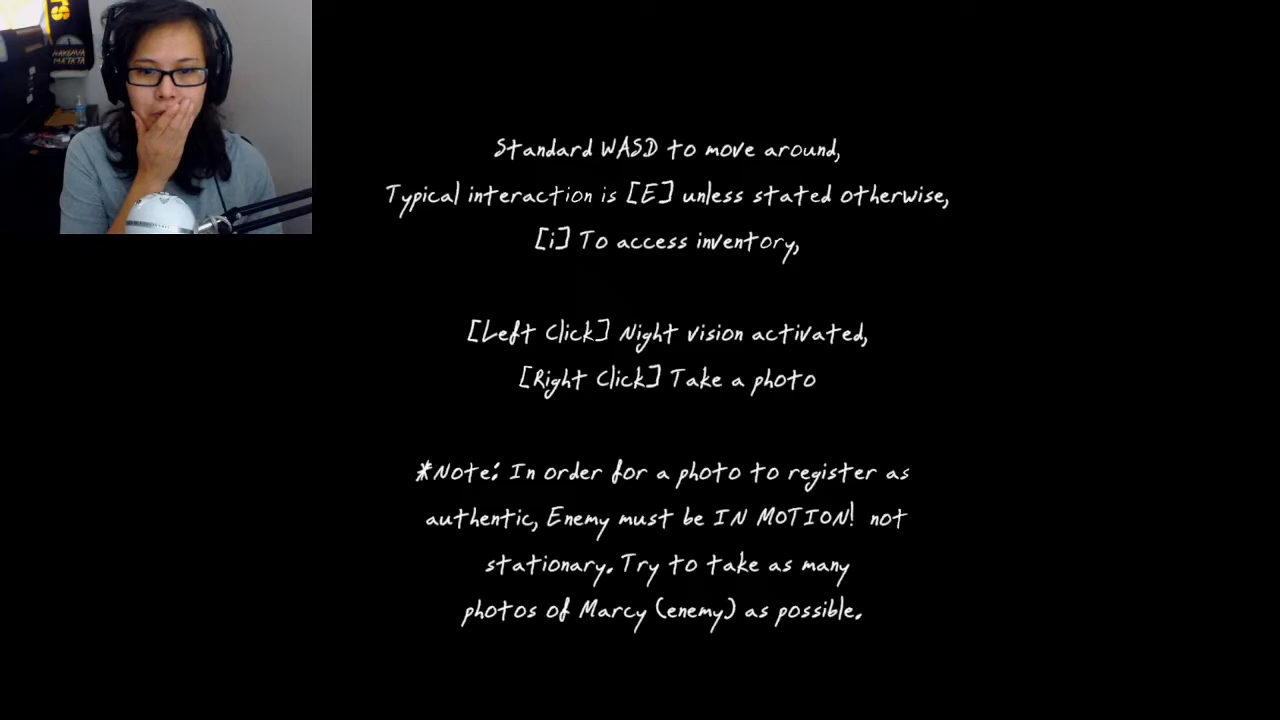 rs
Standard WASD to move around,
Typical interaction is [E] unless stated otherwise,
[i] To access inventory,
[Left Click] Night vision activated,
[Right Click] Take a photo
*Note: In order for a photo to register as
authentic, Enemy must be IN MOTION! not
stationary. Try to take as many
photos of Marcy (enemy) as possible.